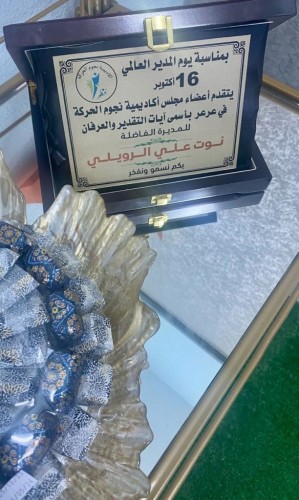 بمناسبة يوم المدير العالمي
16 أكتوبر
يتقدم أعضاء مجلس أكاديمية نجوم الحركة
في عرعر بأسمى آيات التقدير والعرفان
للمديرة الفاضلة
نوت علي الرويلي
بكم نسمو ونفخر